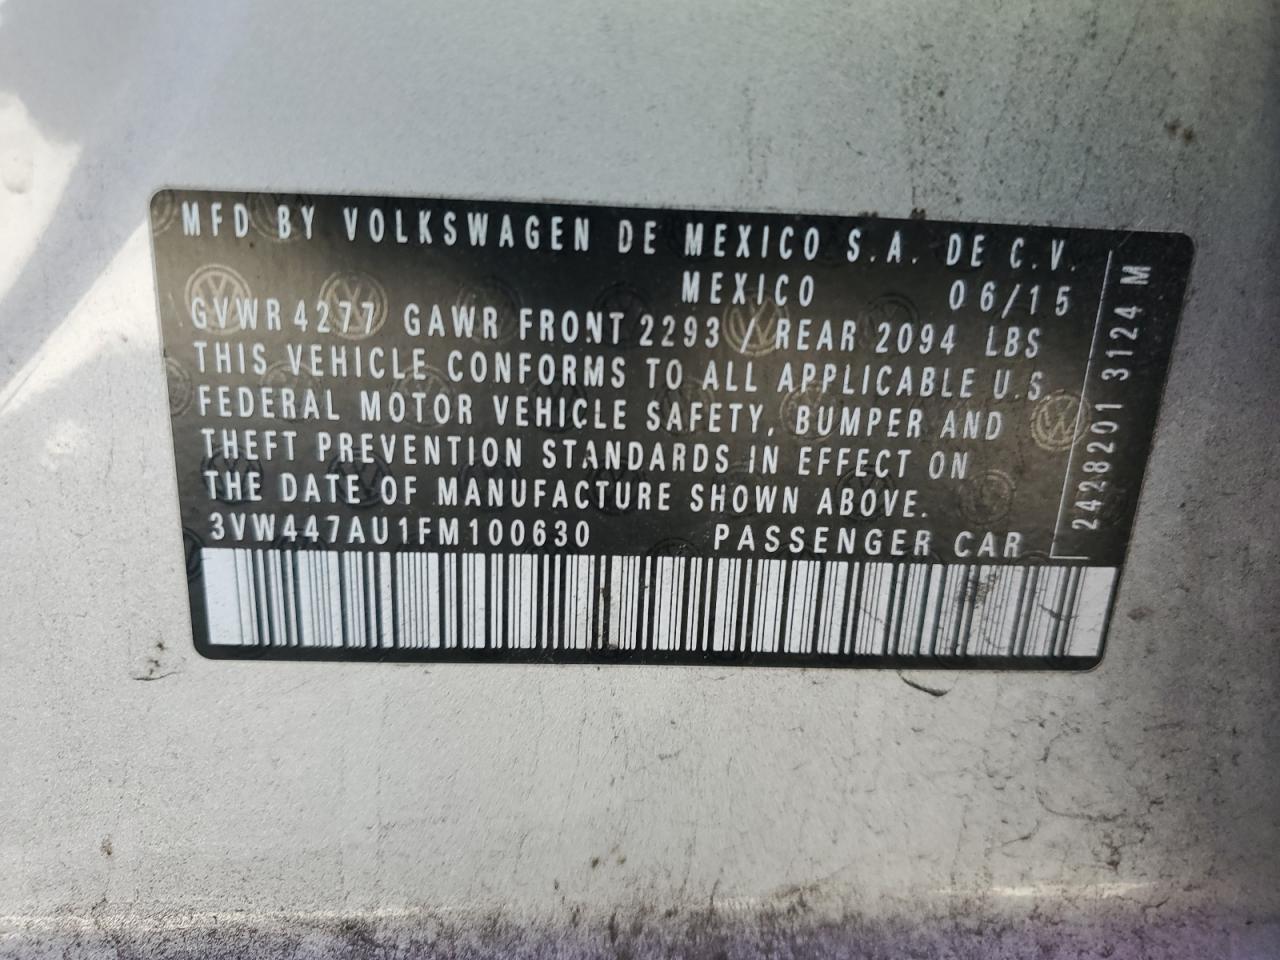 MFD BY VOLKSWAGEN DE MEXICO S.A. DE C.V.
MEXICO 06/15
GVWR 4277 GAWR FRONT 2293 / REAR 2094 LBS
THIS VEHICLE CONFORMS TO ALL APPLICABLE U.S.
FEDERAL MOTOR VEHICLE SAFETY, BUMPER AND
THEFT PREVENTION STANDARDS IN EFFECT ON
THE DATE OF MANUFACTURE SHOWN ABOVE.
3VW447AU1FM100630 PASSENGER CAR
2428201 3124 M